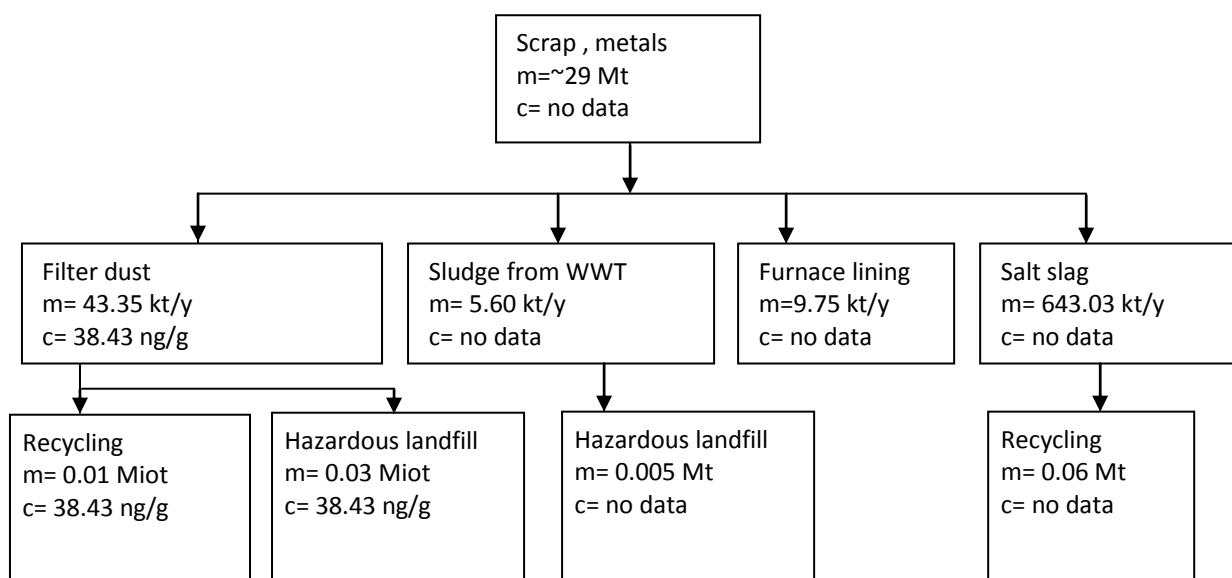 Scrap , metals
m=~29 Mt
c= no data
Filter dust
m= 43.35 kt/y
c= 38.43 ng/g
Sludge from WWT
m= 5.60 kt/y
c= no data
Furnace lining
m=9.75 kt/y
c= no data
Salt slag
m= 643.03 kt/y
c= no data
Recycling
m= 0.01 Miot
c= 38.43 ng/g
Hazardous landfill
m= 0.03 Miot
c= 38.43 ng/g
Hazardous landfill
m= 0.005 Mt
c= no data
Recycling
m= 0.06 Mt
c= no data